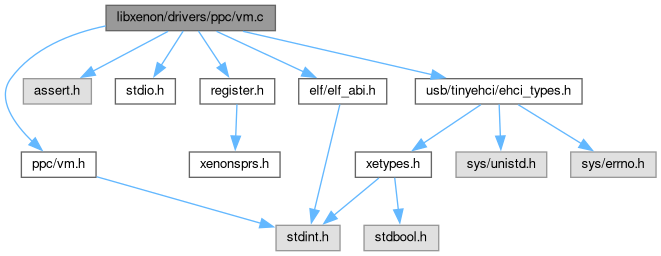 libxenon/drivers/ppc/vm.c
assert.h
stdio.h
register.h
elf/elf_abi.h
usb/tinyehci/ehci_types.h
ppc/vm.h
xenonsprs.h
xetypes.h
sys/unistd.h
sys/errno.h
stdint.h
stdbool.h